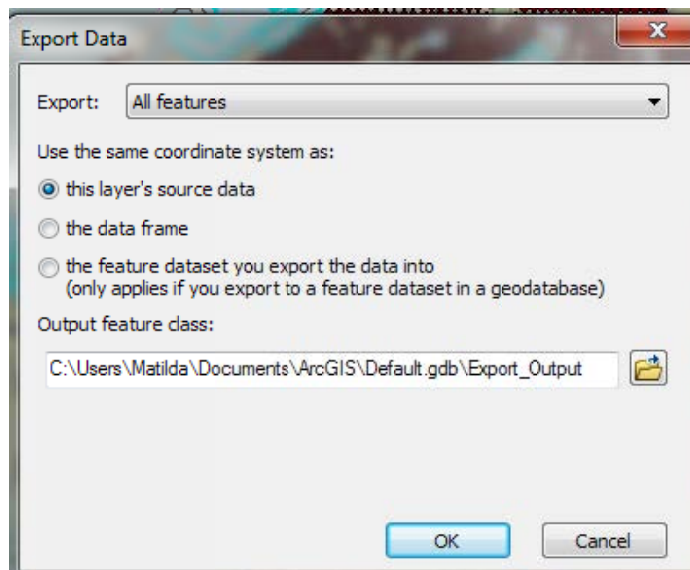 Export Data
Export: All features
Use the same coordinate system as:
this layer's source data
the data frame
the feature dataset you export the data into
(only applies if you export to a feature dataset in a geodatabase)
Output feature class:
C:\Users\Matilda\Documents\ArcGIS\Default.gdb\Export_Output
OK Cancel